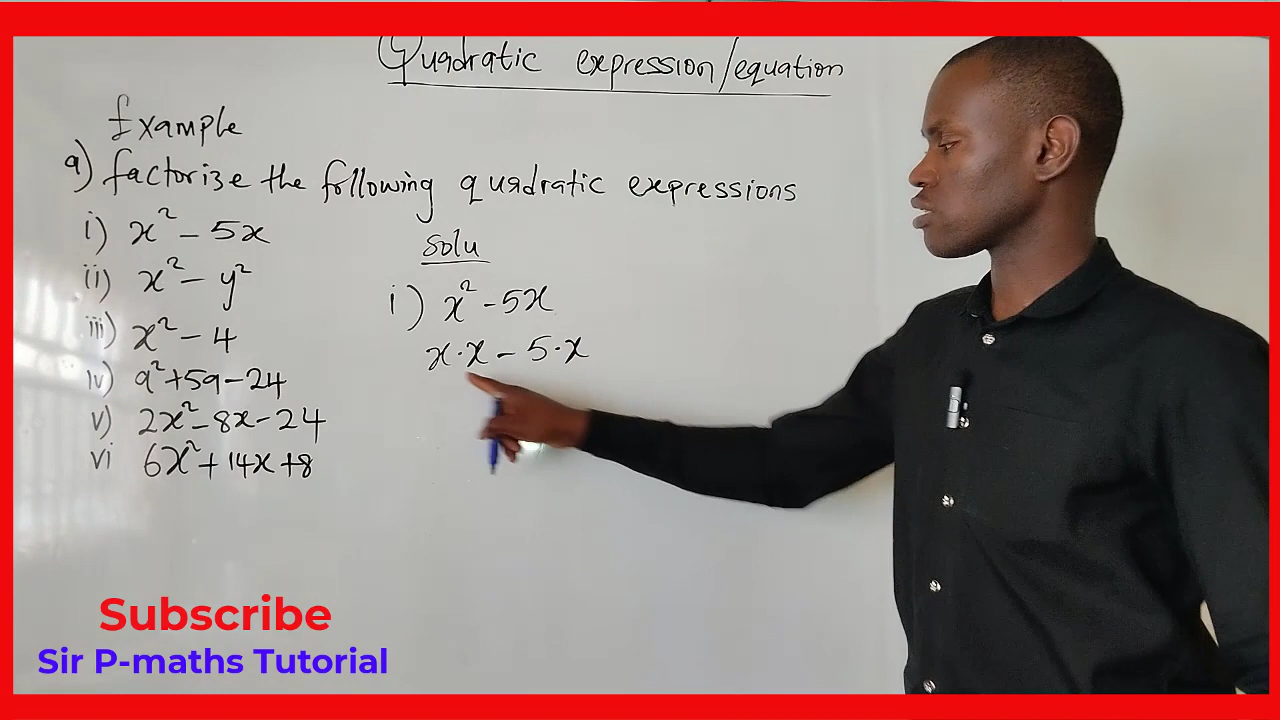 Quadratic expression/equation
Example
a) factorize the following quadratic expressions
i) x² - 5x
ii) x² - y²
iii) x² - 4
iv) a² + 5a - 24
v) 2x² - 8x - 24
vi 6x² + 14x + 8
Solu
i) x² - 5x
x·x - 5·x
Subscribe
Sir P-maths Tutorial